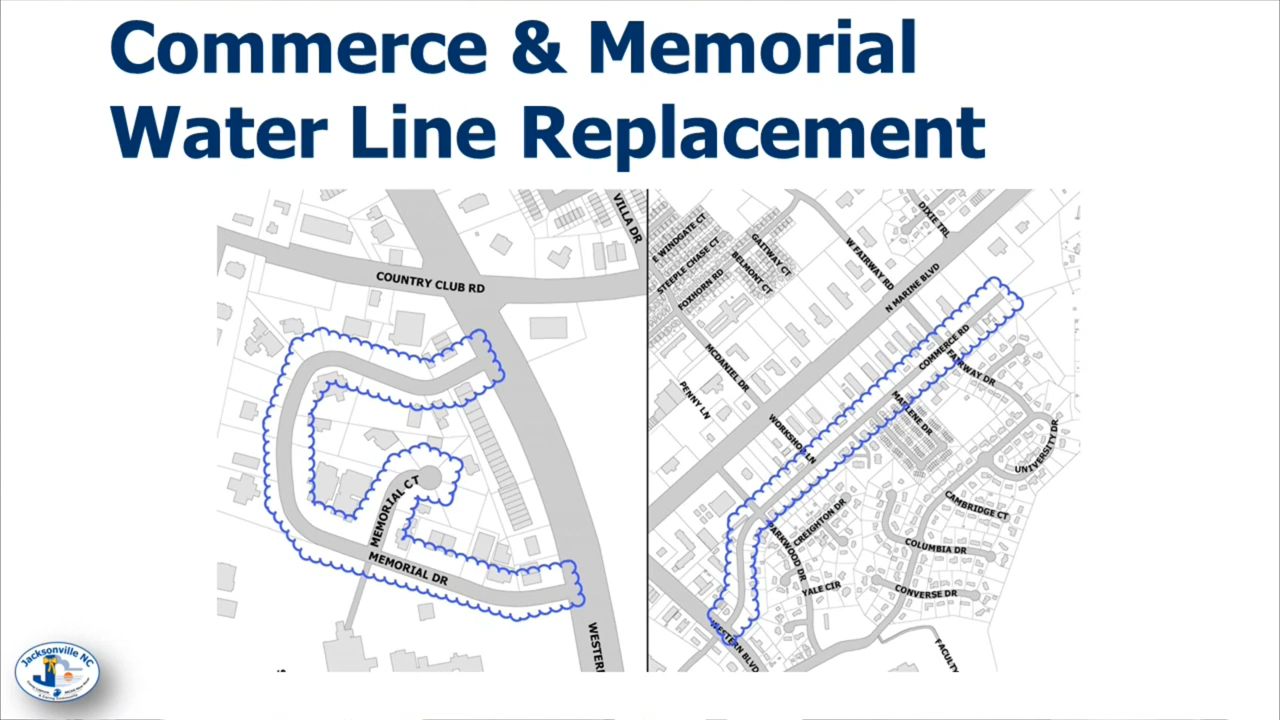 Commerce & Memorial
Water Line Replacement
VILLA DR
COUNTRY CLUB RD
MEMORIAL CT
MEMORIAL DR
WESTERN
DIXIE TRL
E WINDGATE CT
STEEPLE CHASE CT
FOXHORN RD
GAITWAY CT
BELMONT CT
W FAIRWAY RD
N MARINE BLVD
COMMERCE RD
FAIRWAY DR
MCDANIEL DR
PENNY LN
WORKSHOP LN
MARLENE DR
UNIVERSITY DR
CAMBRIDGE CT
CREIGHTON DR
PARKWOOD DR
COLUMBIA DR
YALE CIR
CONVERSE DR
WESTERN BLVD
FACULTY
Jacksonville NC